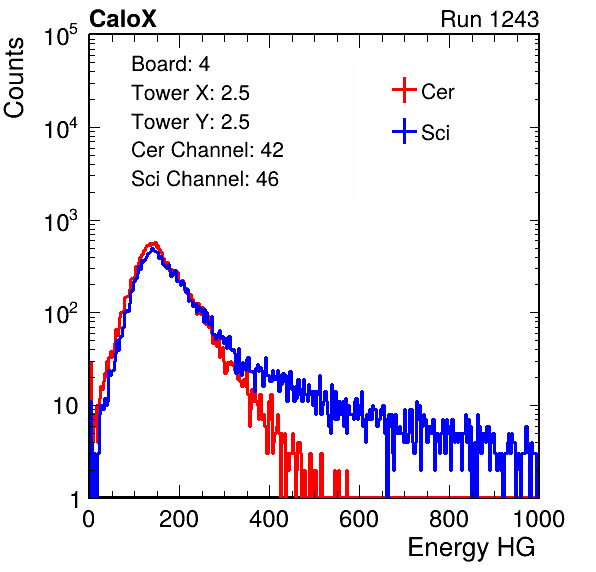 CaloX Run 1243
Counts
Board: 4
Tower X: 2.5
Tower Y: 2.5
Cer Channel: 42
Sci Channel: 46
Cer
Sci
10^5
10^4
10^3
10^2
10
1
0 200 400 600 800 1000
Energy HG